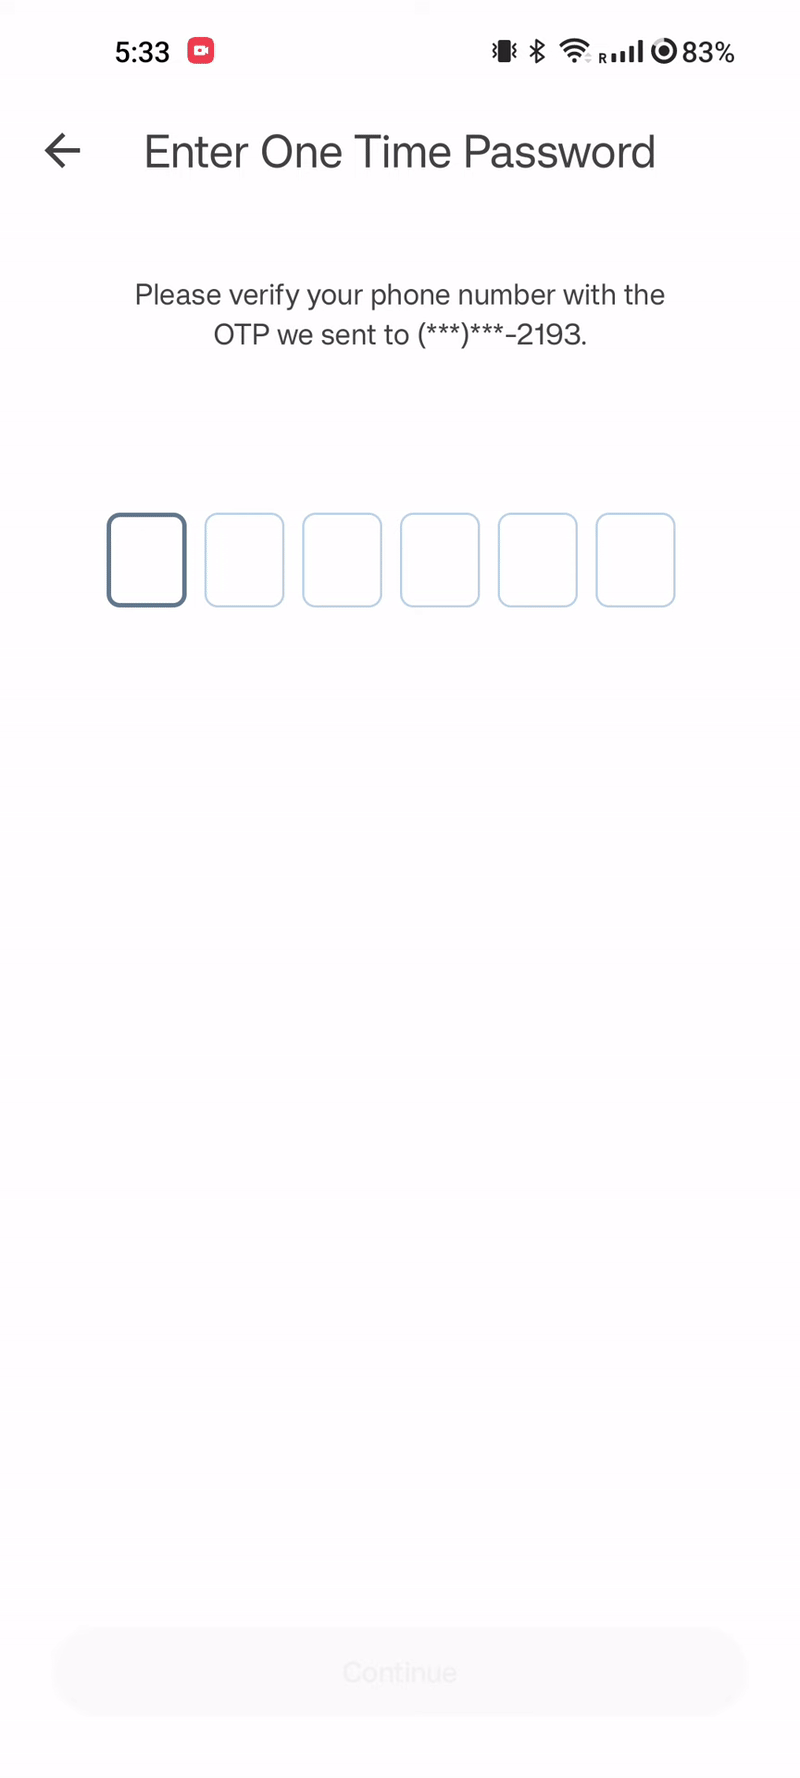 5:33
R
83%
Enter One Time Password
Please verify your phone number with the
OTP we sent to (***)***-2193.
Continue